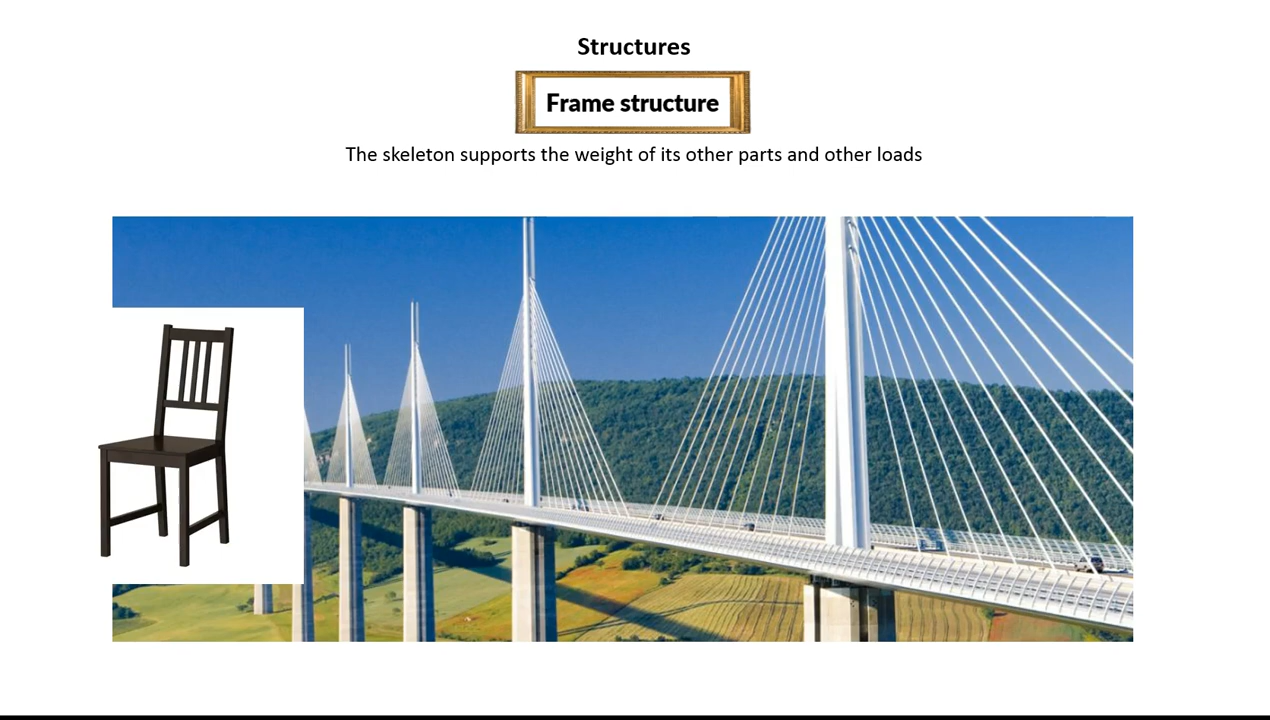 Structures
Frame structure
The skeleton supports the weight of its other parts and other loads